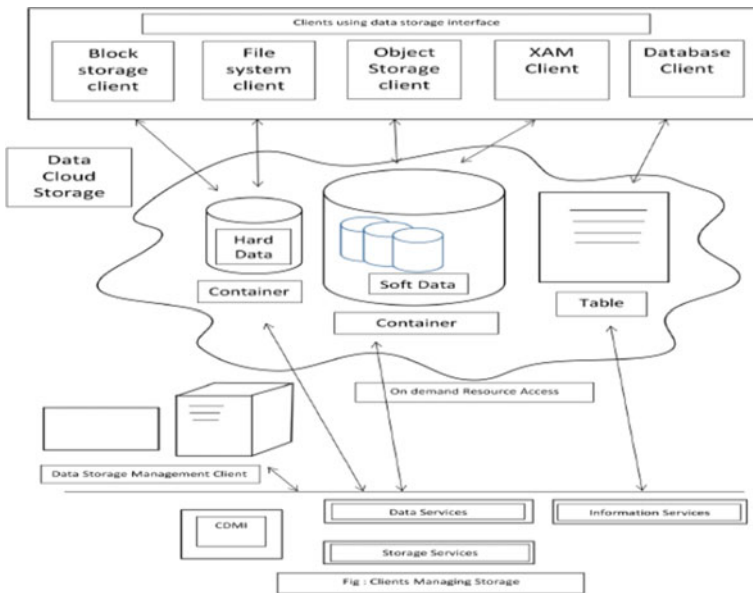 Clients using data storage interface
Block
storage
client
File
system
client
Object
Storage
client
XAM
Client
Database
Client
Data
Cloud
Storage
Hard
Data
Container
Soft Data
Container
Table
On demand Resource Access
Data Storage Management Client
CDMI
Data Services
Information Services
Storage Services
Fig : Clients Managing Storage